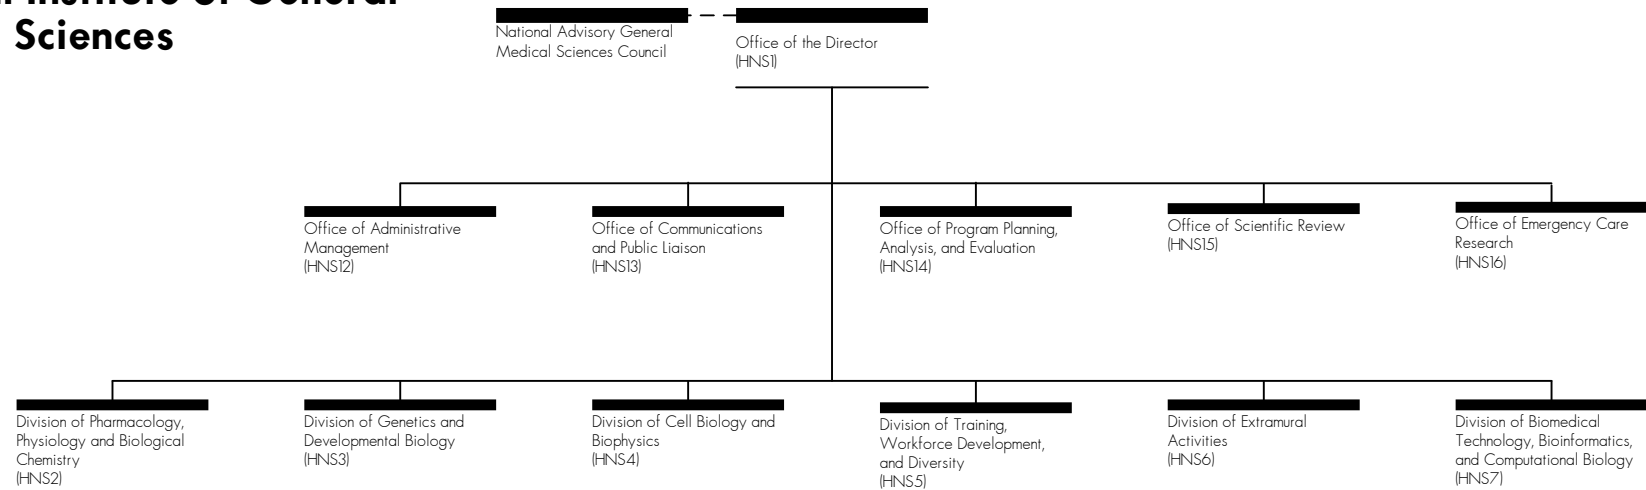 Institute of General
Sciences
National Advisory General
Medical Sciences Council
Office of the Director
(HNS1)
Office of Administrative
Management
(HNS12)
Office of Communications
and Public Liaison
(HNS13)
Office of Program Planning,
Analysis, and Evaluation
(HNS14)
Office of Scientific Review
(HNS15)
Office of Emergency Care
Research
(HNS16)
Division of Pharmacology,
Physiology and Biological
Chemistry
(HNS2)
Division of Genetics and
Developmental Biology
(HNS3)
Division of Cell Biology and
Biophysics
(HNS4)
Division of Training,
Workforce Development,
and Diversity
(HNS5)
Division of Extramural
Activities
(HNS6)
Division of Biomedical
Technology, Bioinformatics,
and Computational Biology
(HNS7)